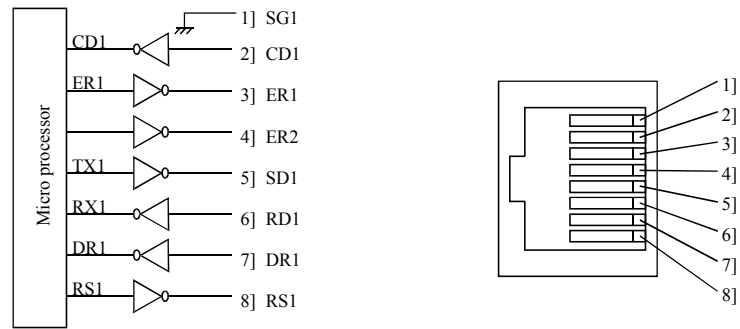 1] SG1
CD1 2] CD1
ER1 3] ER1
4] ER2
TX1 5] SD1
RX1 6] RD1
DR1 7] DR1
RS1 8] RS1
Micro processor
1]
2]
3]
4]
5]
6]
7]
8]